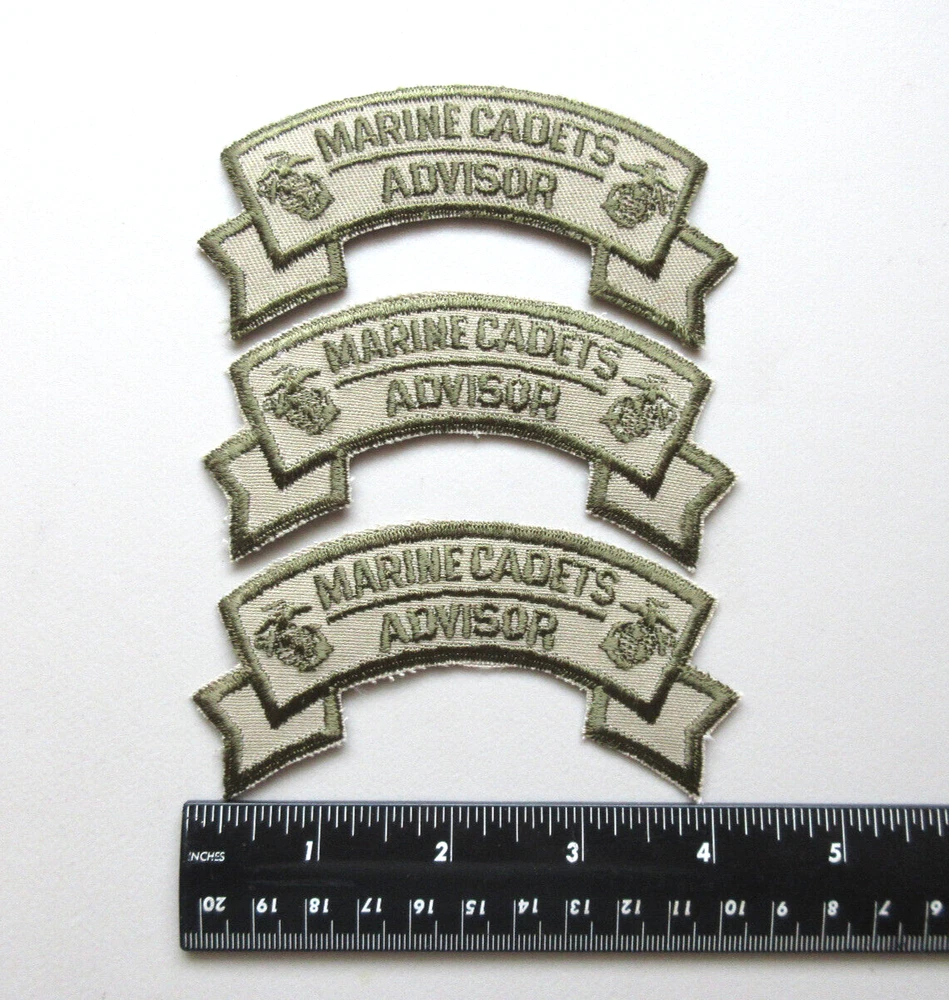 MARINE CADETS
ADVISOR
MARINE CADETS
ADVISOR
MARINE CADETS
ADVISOR
INCHES 1 2 3 4 5
20 19 18 17 16 15 14 13 12 11 10 9 8 7 6